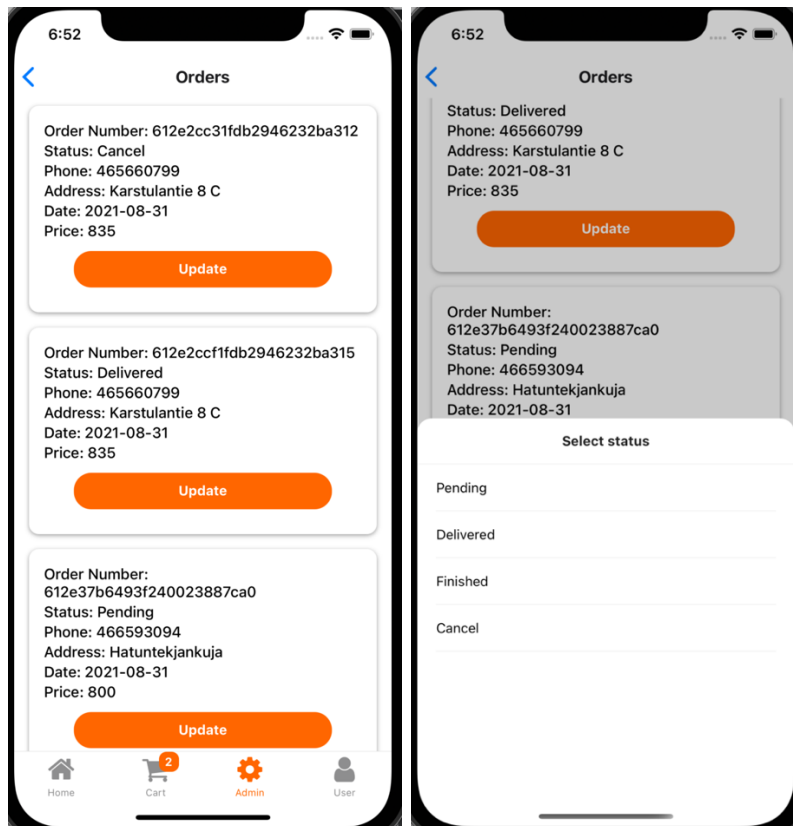 6:52
Orders
Order Number: 612e2cc31fdb2946232ba312
Status: Cancel
Phone: 465660799
Address: Karstulantie 8 C
Date: 2021-08-31
Price: 835
Update
Order Number: 612e2ccf1fdb2946232ba315
Status: Delivered
Phone: 465660799
Address: Karstulantie 8 C
Date: 2021-08-31
Price: 835
Update
Order Number:
612e37b6493f240023887ca0
Status: Pending
Phone: 466593094
Address: Hatuntekjankuja
Date: 2021-08-31
Price: 800
Update
2
Home
Cart
Admin
User
6:52
Orders
Status: Delivered
Phone: 465660799
Address: Karstulantie 8 C
Date: 2021-08-31
Price: 835
Update
Order Number:
612e37b6493f240023887ca0
Status: Pending
Phone: 466593094
Address: Hatuntekjankuja
Date: 2021-08-31
Select status
Pending
Delivered
Finished
Cancel